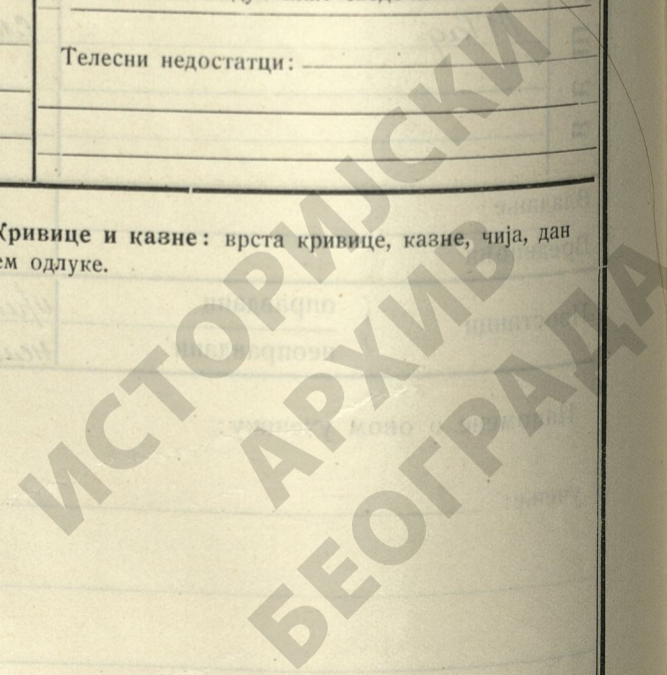 Телесни недостатци:
Кривице и казне: врста кривице, казне, чија, дан
ем одлуке.
ИСТОРИЈСКИ
АРХИВ
БЕОГРАДА